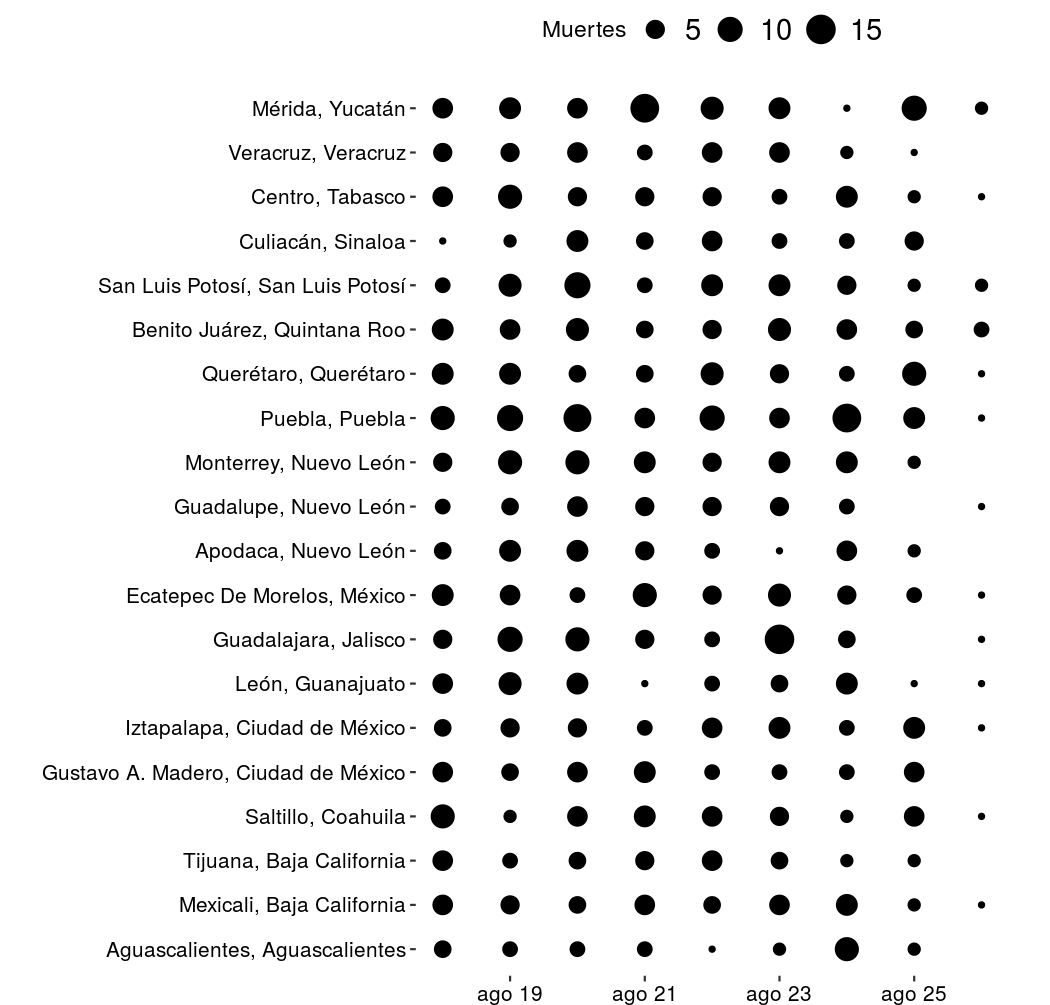 Muertes 5 10 15
Mérida, Yucatán
Veracruz, Veracruz
Centro, Tabasco
Culiacán, Sinaloa
San Luis Potosí, San Luis Potosí
Benito Juárez, Quintana Roo
Querétaro, Querétaro
Puebla, Puebla
Monterrey, Nuevo León
Guadalupe, Nuevo León
Apodaca, Nuevo León
Ecatepec De Morelos, México
Guadalajara, Jalisco
León, Guanajuato
Iztapalapa, Ciudad de México
Gustavo A. Madero, Ciudad de México
Saltillo, Coahuila
Tijuana, Baja California
Mexicali, Baja California
Aguascalientes, Aguascalientes
ago 19 ago 21 ago 23 ago 25